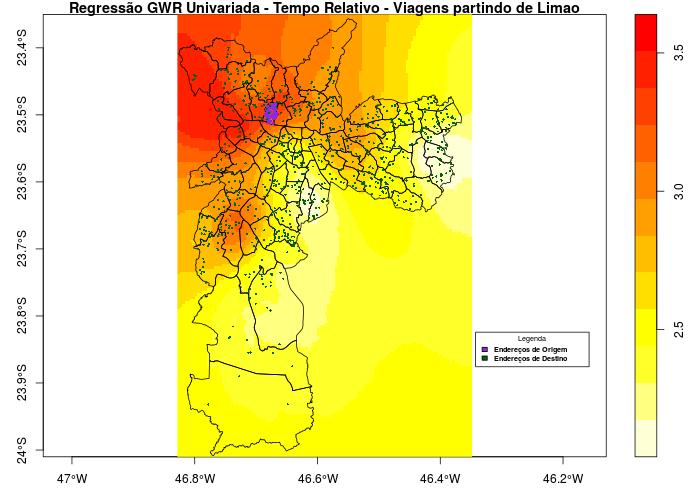 Regressão GWR Univariada - Tempo Relativo - Viagens partindo de Limao
23.4°S
23.5°S
23.6°S
23.7°S
23.8°S
23.9°S
24°S
47°W
46.8°W
46.6°W
46.4°W
46.2°W
Legenda
Endereços de Origem
Endereços de Destino
3.5
3.0
2.5